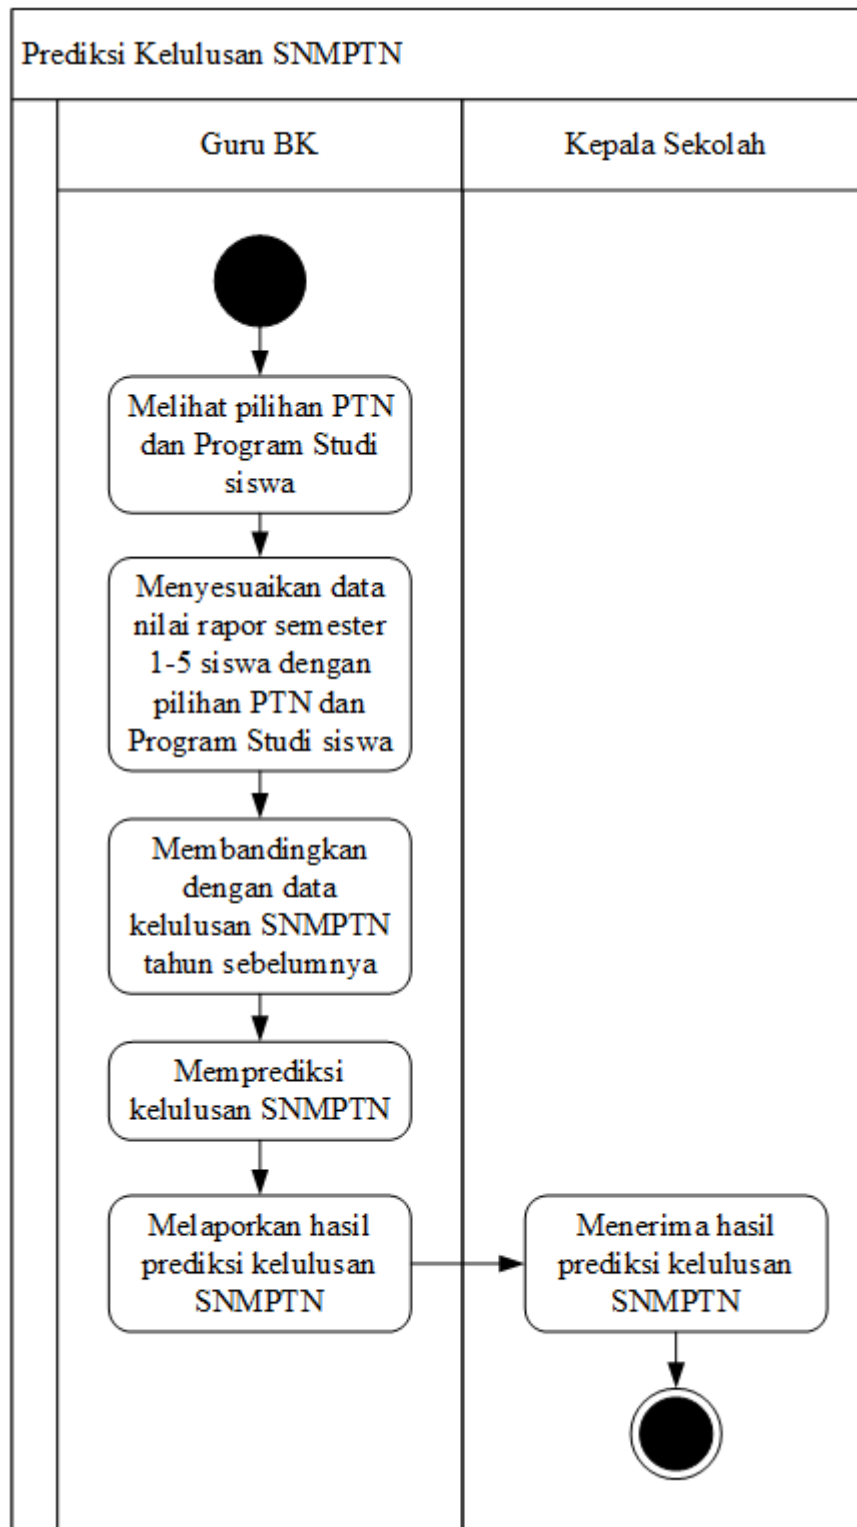 Prediksi Kelulusan SNMPTN
Guru BK
Kepala Sekolah
Melihat pilihan PTN
dan Program Studi
siswa
Menyesuaikan data
nilai rapor semester
1-5 siswa dengan
pilihan PTN dan
Program Studi siswa
Membandingkan
dengan data
kelulusan SNMPTN
tahun sebelumnya
Memprediksi
kelulusan SNMPTN
Melaporkan hasil
prediksi kelulusan
SNMPTN
Menerima hasil
prediksi kelulusan
SNMPTN